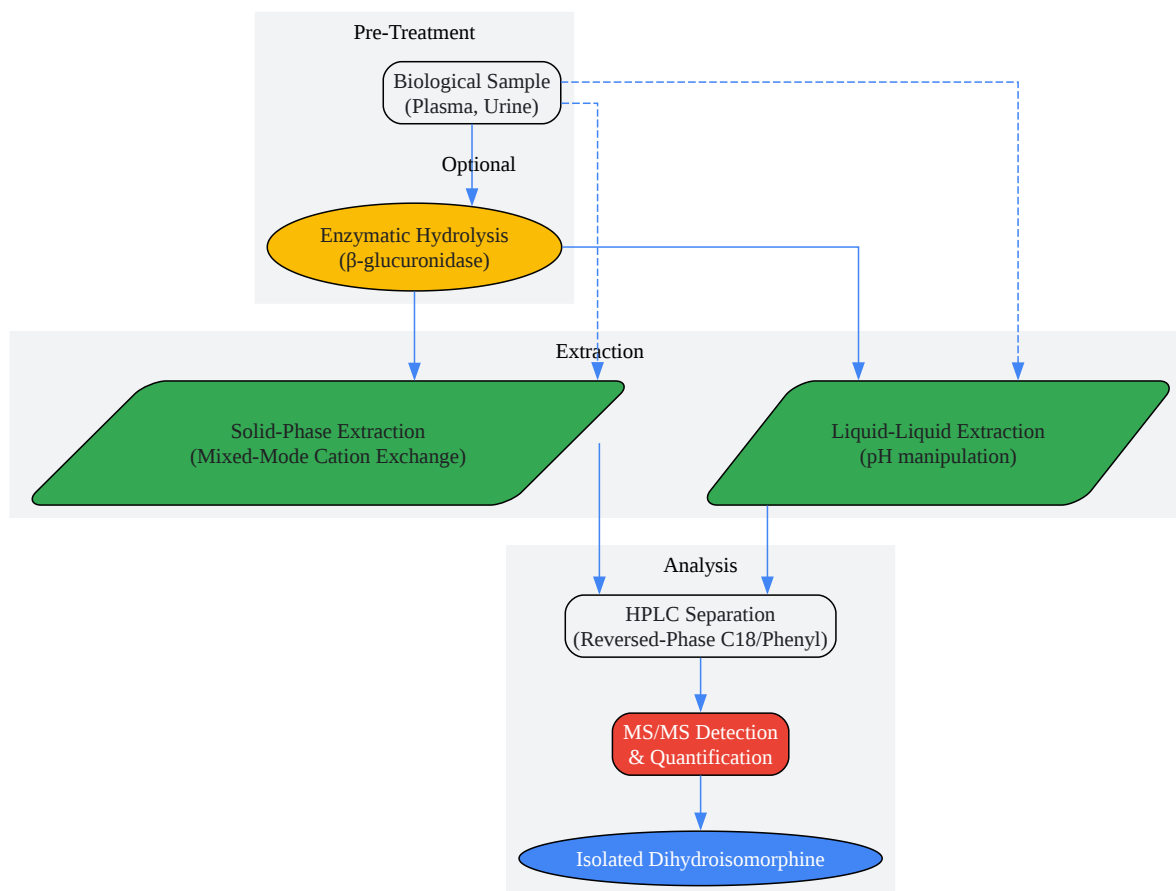 Pre-Treatment
Biological Sample
(Plasma, Urine)
Optional
Enzymatic Hydrolysis
(β-glucuronidase)
Extraction
Solid-Phase Extraction
(Mixed-Mode Cation Exchange)
Liquid-Liquid Extraction
(pH manipulation)
Analysis
HPLC Separation
(Reversed-Phase C18/Phenyl)
MS/MS Detection
& Quantification
Isolated Dihydroisomorphine